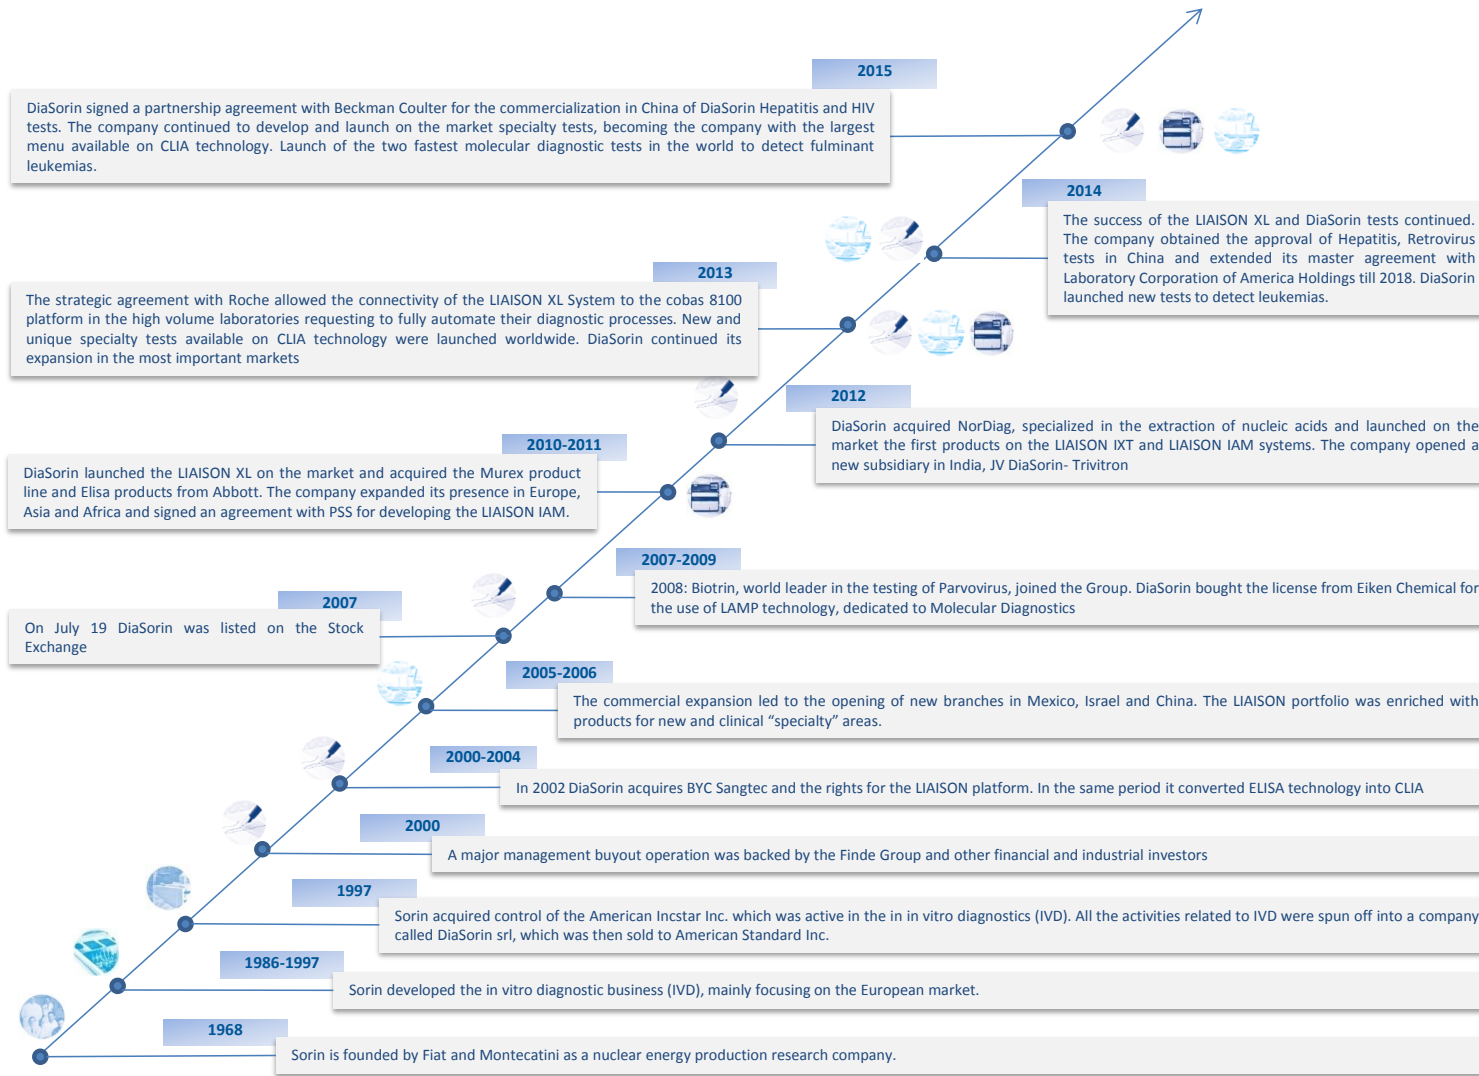 2015
DiaSorin signed a partnership agreement with Beckman Coulter for the commercialization in China of DiaSorin Hepatitis and HIV
tests. The company continued to develop and launch on the market specialty tests, becoming the company with the largest
menu available on CLIA technology. Launch of the two fastest molecular diagnostic tests in the world to detect fulminant
leukemias.
2014
The success of the LIAISON XL and DiaSorin tests continued.
The company obtained the approval of Hepatitis, Retrovirus
tests in China and extended its master agreement with
Laboratory Corporation of America Holdings till 2018. DiaSorin
launched new tests to detect leukemias.
2013
The strategic agreement with Roche allowed the connectivity of the LIAISON XL System to the cobas 8100
platform in the high volume laboratories requesting to fully automate their diagnostic processes. New and
unique specialty tests available on CLIA technology were launched worldwide. DiaSorin continued its
expansion in the most important markets
2012
DiaSorin acquired NorDiag, specialized in the extraction of nucleic acids and launched on the
market the first products on the LIAISON IXT and LIAISON IAM systems. The company opened a
new subsidiary in India, JV DiaSorin- Trivitron
2010-2011
DiaSorin launched the LIAISON XL on the market and acquired the Murex product
line and Elisa products from Abbott. The company expanded its presence in Europe,
Asia and Africa and signed an agreement with PSS for developing the LIAISON IAM.
2007-2009
2008: Biotrin, world leader in the testing of Parvovirus, joined the Group. DiaSorin bought the license from Eiken Chemical for
the use of LAMP technology, dedicated to Molecular Diagnostics
2007
On July 19 DiaSorin was listed on the Stock
Exchange
2005-2006
The commercial expansion led to the opening of new branches in Mexico, Israel and China. The LIAISON portfolio was enriched with
products for new and clinical “specialty” areas.
2000-2004
In 2002 DiaSorin acquires BYC Sangtec and the rights for the LIAISON platform. In the same period it converted ELISA technology into CLIA
2000
A major management buyout operation was backed by the Finde Group and other financial and industrial investors
1997
Sorin acquired control of the American Incstar Inc. which was active in the in in vitro diagnostics (IVD). All the activities related to IVD were spun off into a company
called DiaSorin srl, which was then sold to American Standard Inc.
1986-1997
Sorin developed the in vitro diagnostic business (IVD), mainly focusing on the European market.
1968
Sorin is founded by Fiat and Montecatini as a nuclear energy production research company.